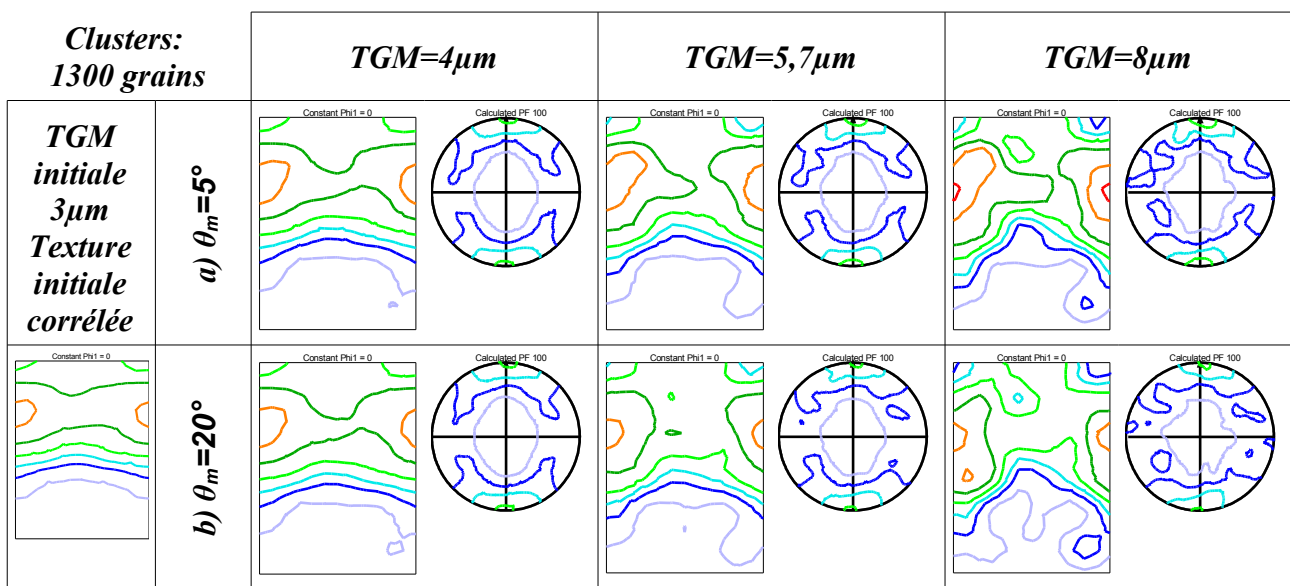 Clusters:
1300 grains
TGM=4µm
TGM=5,7µm
TGM=8µm
TGM
initiale
3µm
Texture
initiale
corrélée
a) θm=5°
Constant Phi1 = 0
Calculated PF 100
Constant Phi1 = 0
Calculated PF 100
Constant Phi1 = 0
Calculated PF 100
Constant Phi1 = 0
b) θm=20°
Constant Phi1 = 0
Calculated PF 100
Constant Phi1 = 0
Calculated PF 100
Constant Phi1 = 0
Calculated PF 100